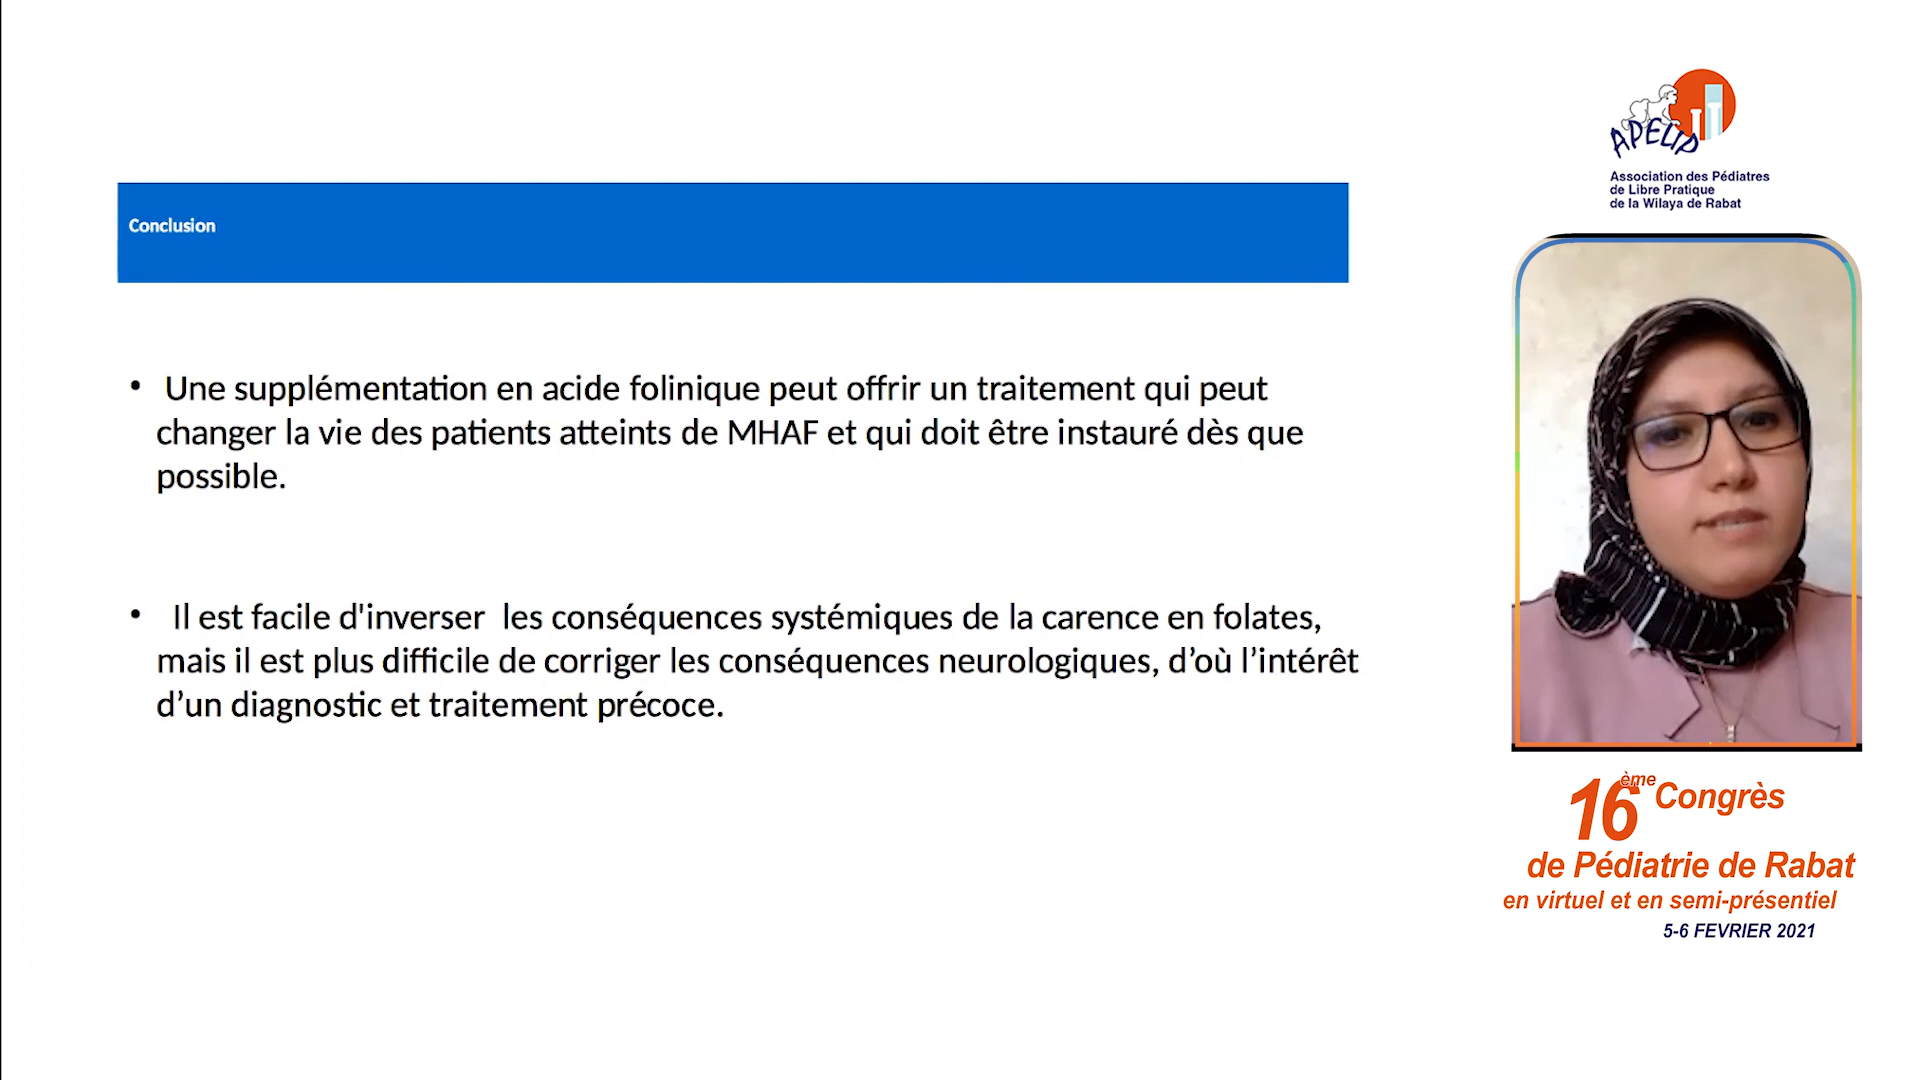 Conclusion
• Une supplémentation en acide folinique peut offrir un traitement qui peut
changer la vie des patients atteints de MHAF et qui doit être instauré dès que
possible.
• Il est facile d'inverser les conséquences systémiques de la carence en folates,
mais il est plus difficile de corriger les conséquences neurologiques, d’où l’intérêt
d’un diagnostic et traitement précoce.
APELIP
Association des Pédiatres
de Libre Pratique
de la Wilaya de Rabat
16ème Congrès
de Pédiatrie de Rabat
en virtuel et en semi-présentiel
5-6 FEVRIER 2021